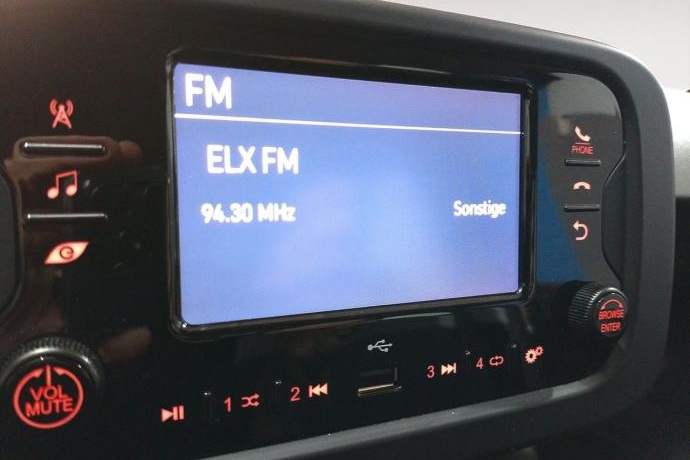 FM
ELX FM
94.30 MHz Sonstige
PHONE
BROWSE
ENTER
VOL
MUTE
1 2 3 4